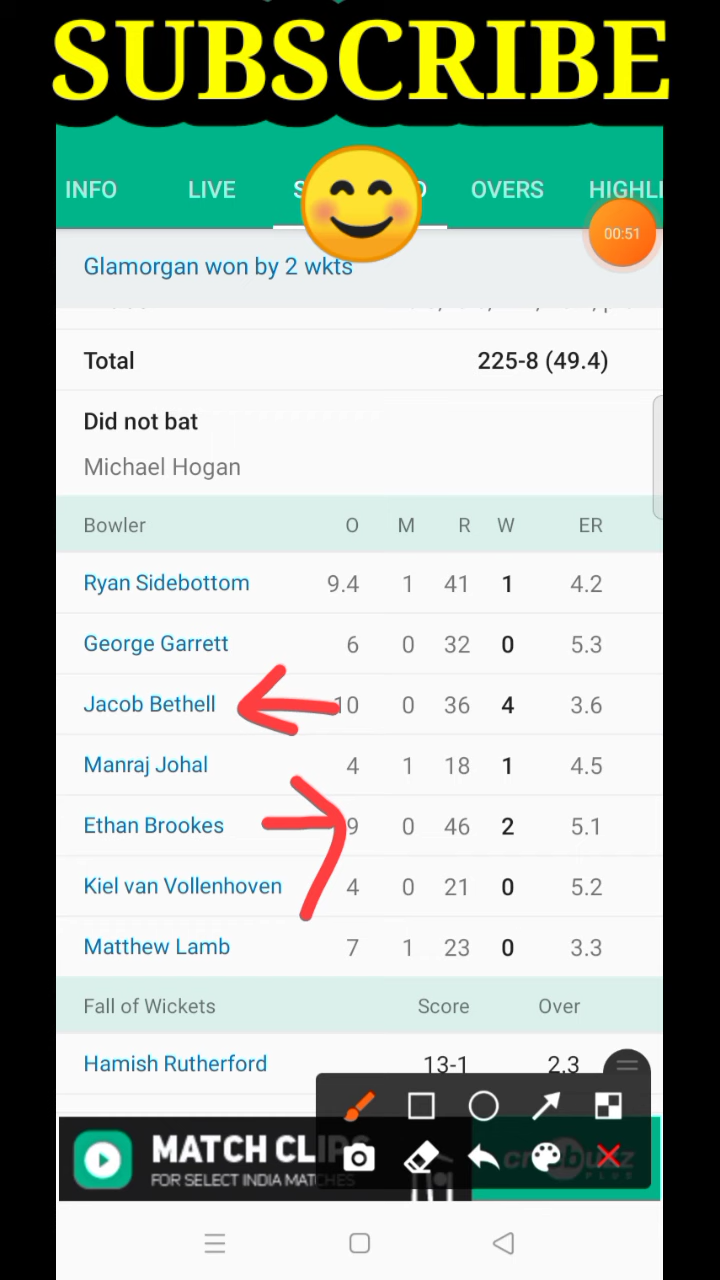 SUBSCRIBE
INFO LIVE OVERS HIGHLI
00:51
Glamorgan won by 2 wkts
Total 225-8 (49.4)
Did not bat
Michael Hogan
Bowler O M R W ER
Ryan Sidebottom 9.4 1 41 1 4.2
George Garrett 6 0 32 0 5.3
Jacob Bethell 10 0 36 4 3.6
Manraj Johal 4 1 18 1 4.5
Ethan Brookes 9 0 46 2 5.1
Kiel van Vollenhoven 4 0 21 0 5.2
Matthew Lamb 7 1 23 0 3.3
Fall of Wickets Score Over
Hamish Rutherford 13-1 2.3
MATCH CLIPS
FOR SELECT INDIA MATCHES
PLUS